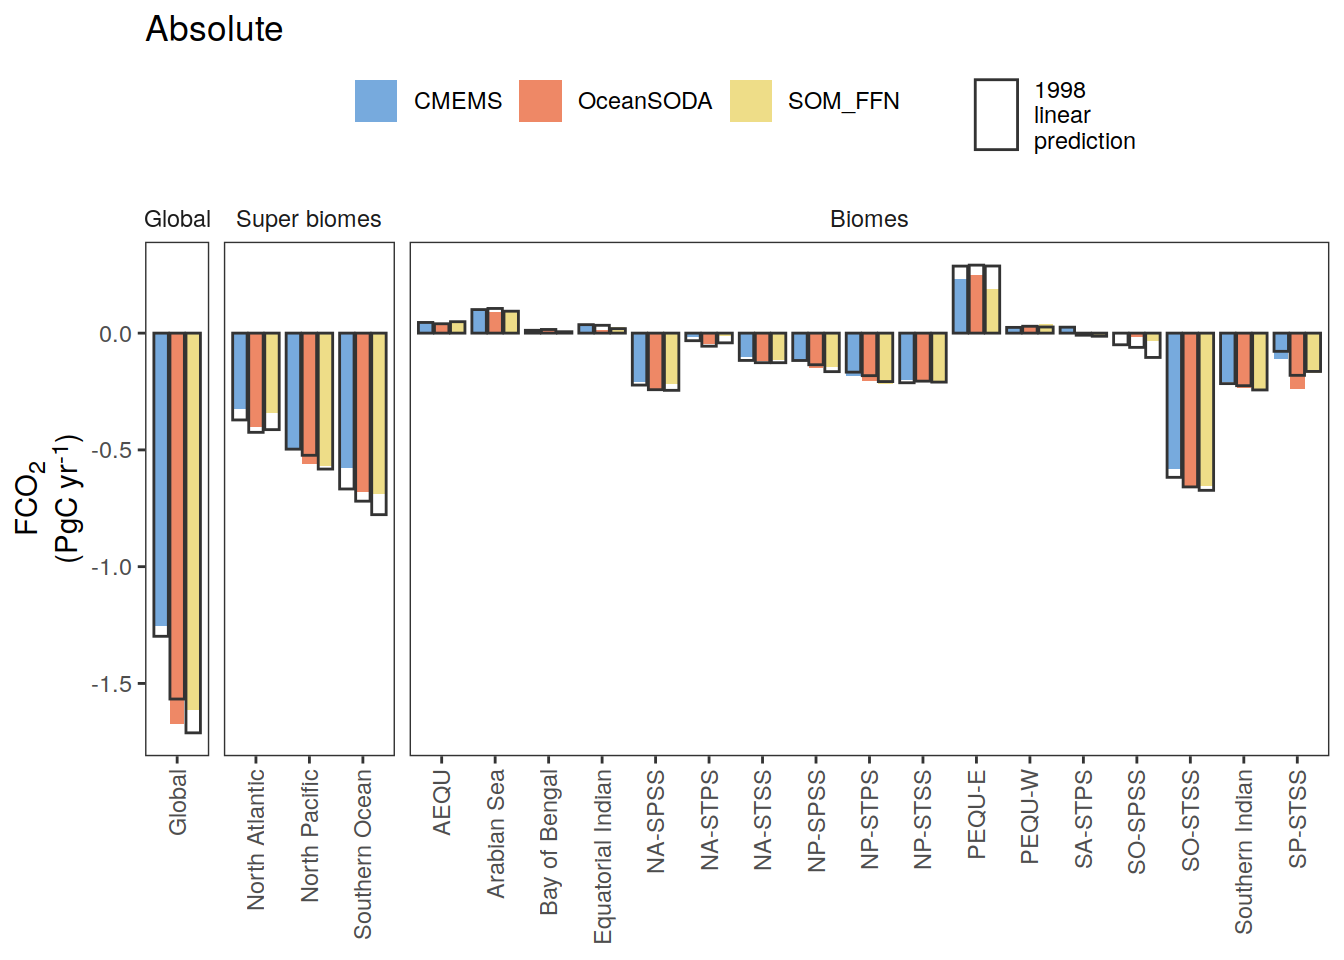 Absolute
CMEMS
OceanSODA
SOM_FFN
1998
linear
prediction
Global
Super biomes
Biomes
FCO₂
(PgC yr⁻¹)
0.0
-0.5
-1.0
-1.5
Global
North Atlantic
North Pacific
Southern Ocean
AEQU
Arabian Sea
Bay of Bengal
Equatorial Indian
NA-SPSS
NA-STPS
NA-STSS
NP-SPSS
NP-STPS
NP-STSS
PEQU-E
PEQU-W
SA-STPS
SO-SPSS
SO-STSS
Southern Indian
SP-STSS